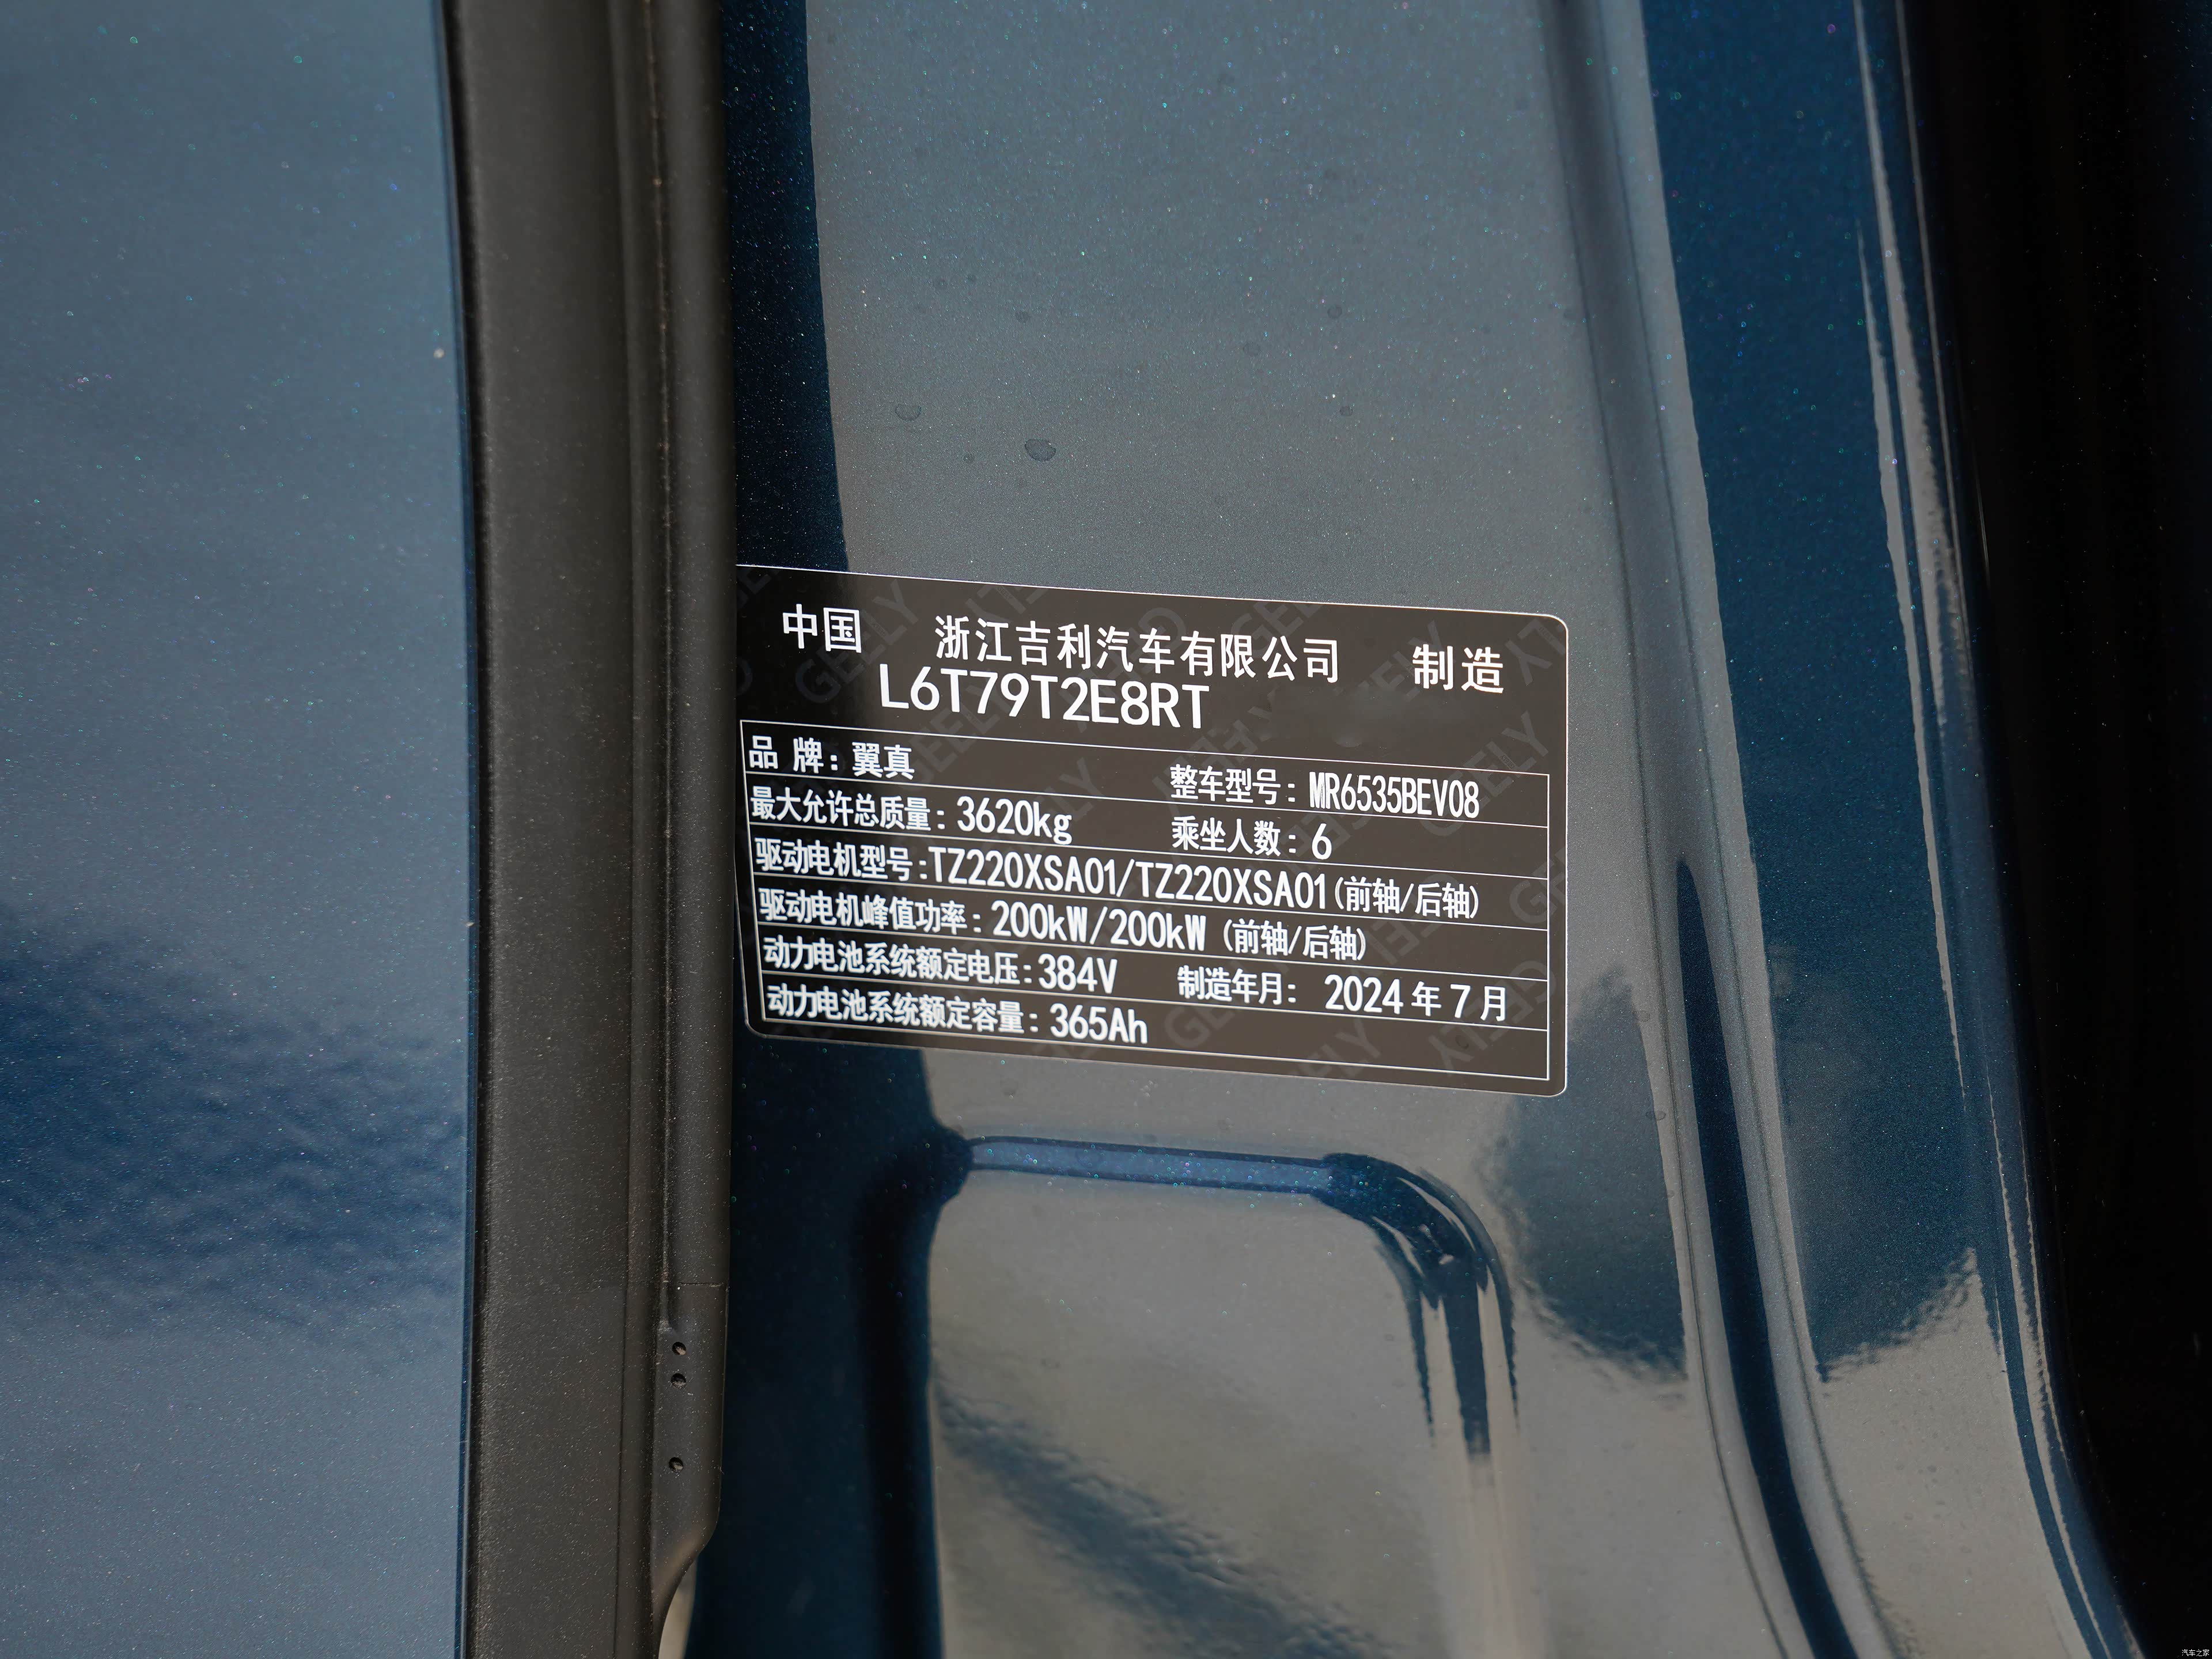 中国 浙江吉利汽车有限公司 制造
L6T79T2E8RT
品 牌：翼真 整车型号：MR6535BEV08
最大允许总质量：3620kg 乘坐人数：6
驱动电机型号：TZ220XSA01/TZ220XSA01(前轴/后轴)
驱动电机峰值功率：200kW/200kW (前轴/后轴)
动力电池系统额定电压：384V 制造年月： 2024年7月
动力电池系统额定容量：365Ah
汽车之家